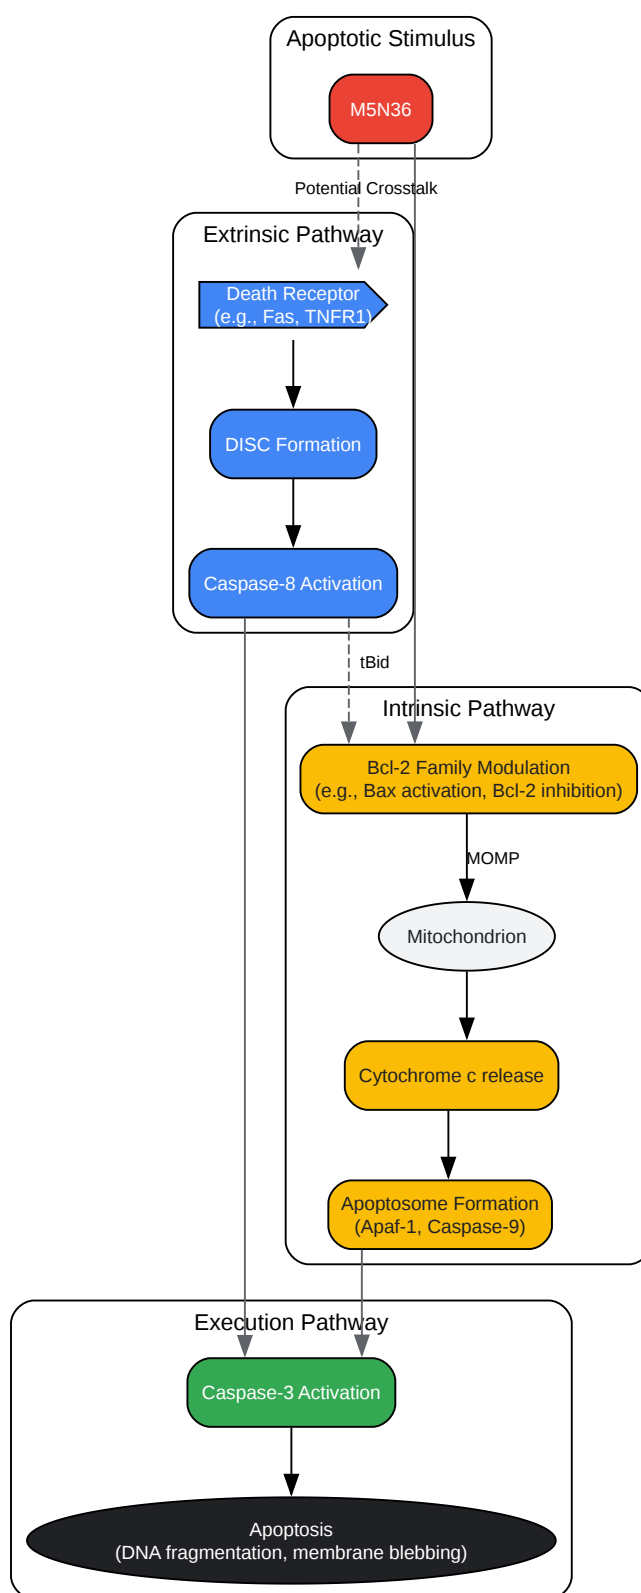 Apoptotic Stimulus
M5N36
Potential Crosstalk
Extrinsic Pathway
Death Receptor
(e.g., Fas, TNFR1)
DISC Formation
Caspase-8 Activation
tBid
Intrinsic Pathway
Bcl-2 Family Modulation
(e.g., Bax activation, Bcl-2 inhibition)
MOMP
Mitochondrion
Cytochrome c release
Apoptosome Formation
(Apaf-1, Caspase-9)
Execution Pathway
Caspase-3 Activation
Apoptosis
(DNA fragmentation, membrane blebbing)